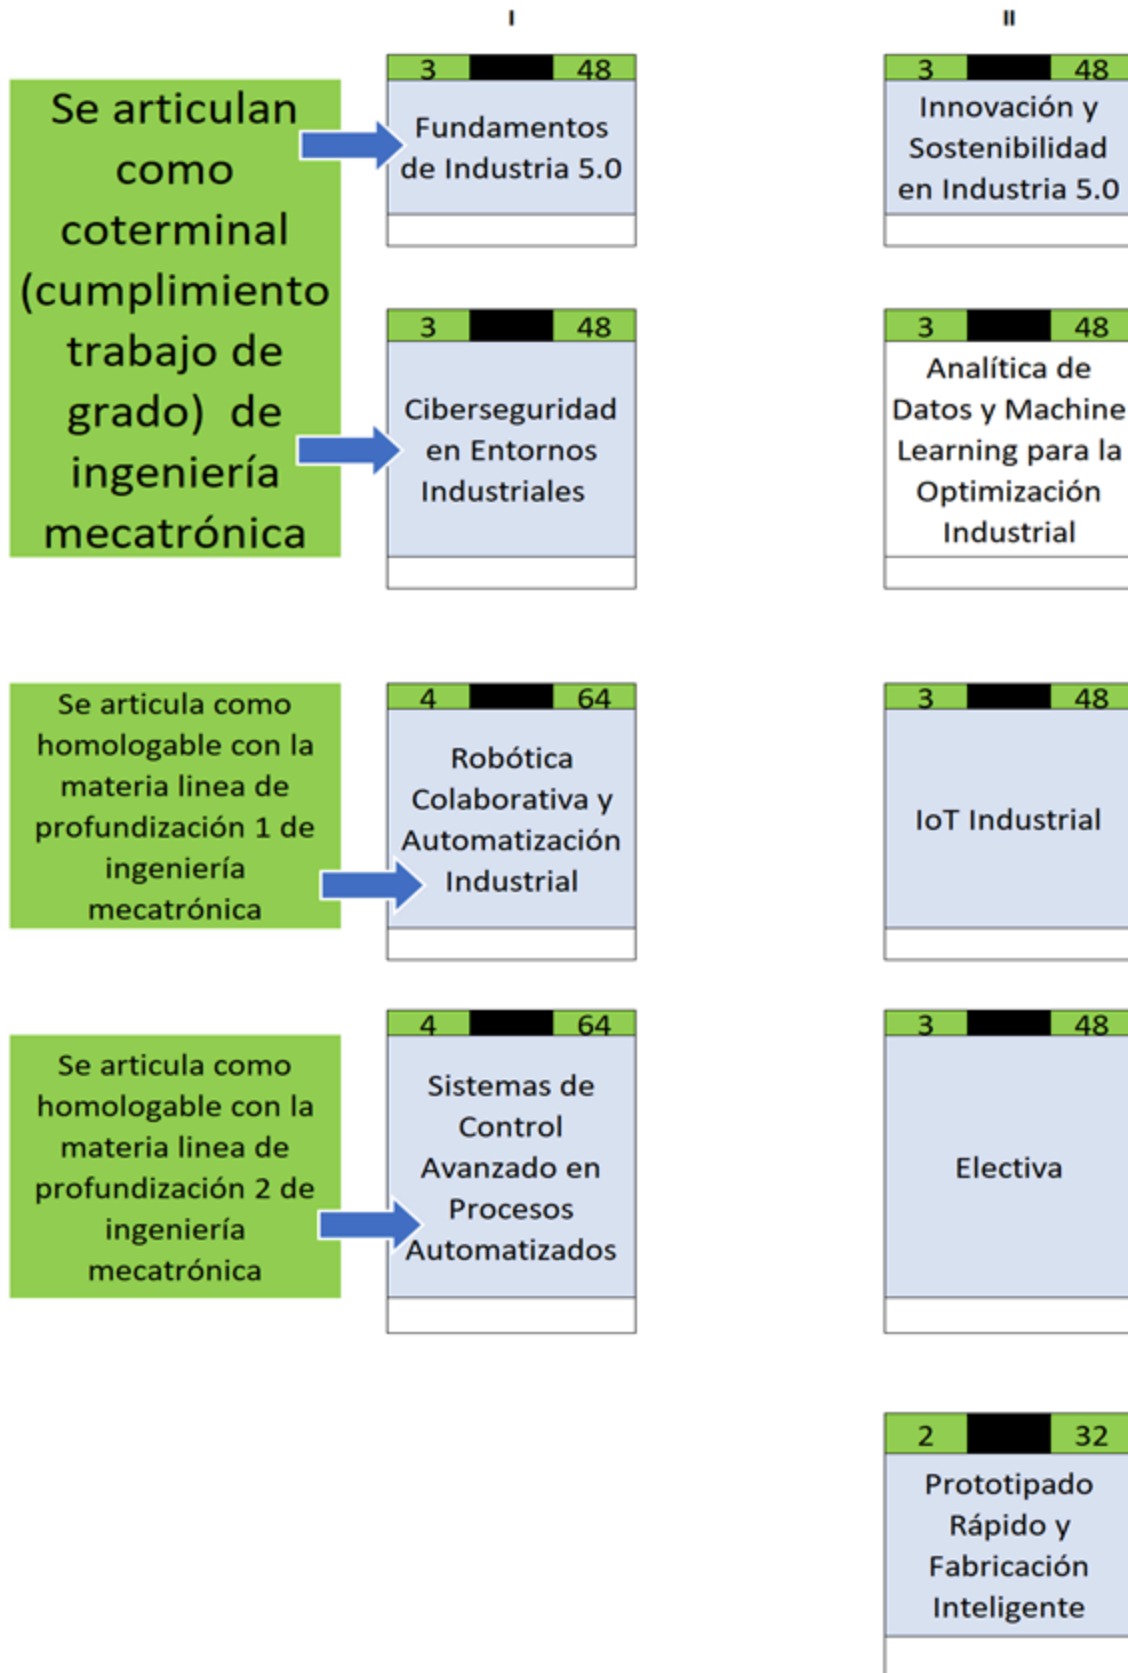 I
II
Se articulan
como
coterminal
(cumplimiento
trabajo de
grado) de
ingeniería
mecatrónica
3 48
Fundamentos
de Industria 5.0
3 48
Innovación y
Sostenibilidad
en Industria 5.0
3 48
Ciberseguridad
en Entornos
Industriales
3 48
Analítica de
Datos y Machine
Learning para la
Optimización
Industrial
Se articula como
homologable con la
materia linea de
profundización 1 de
ingeniería
mecatrónica
4 64
Robótica
Colaborativa y
Automatización
Industrial
3 48
IoT Industrial
Se articula como
homologable con la
materia linea de
profundización 2 de
ingeniería
mecatrónica
4 64
Sistemas de
Control
Avanzado en
Procesos
Automatizados
3 48
Electiva
2 32
Prototipado
Rápido y
Fabricación
Inteligente